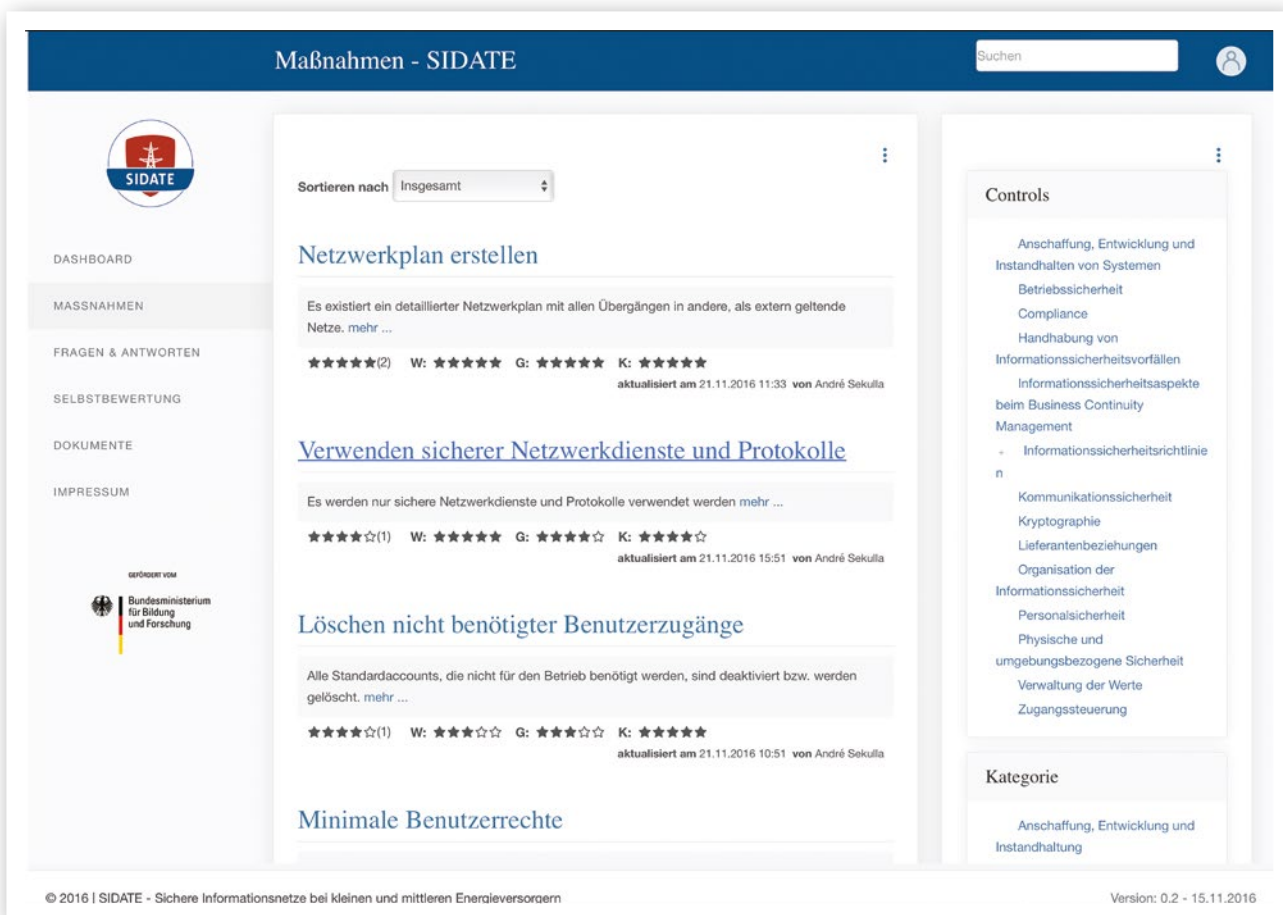 Maßnahmen - SIDATE
Suchen
SIDATE
DASHBOARD
MASSNAHMEN
FRAGEN & ANTWORTEN
SELBSTBEWERTUNG
DOKUMENTE
IMPRESSUM
GEFÖRDERT VOM
Bundesministerium
für Bildung
und Forschung
Sortieren nach Insgesamt
Netzwerkplan erstellen
Es existiert ein detaillierter Netzwerkplan mit allen Übergängen in andere, als extern geltende
Netze. mehr ...
★★★★★(2) W: ★★★★★ G: ★★★★★ K: ★★★★★
aktualisiert am 21.11.2016 11:33 von André Sekulla
Verwenden sicherer Netzwerkdienste und Protokolle
Es werden nur sichere Netzwerkdienste und Protokolle verwendet werden mehr ...
★★★★☆(1) W: ★★★★★ G: ★★★★☆ K: ★★★★☆
aktualisiert am 21.11.2016 15:51 von André Sekulla
Löschen nicht benötigter Benutzerzugänge
Alle Standardaccounts, die nicht für den Betrieb benötigt werden, sind deaktiviert bzw. werden
gelöscht. mehr ...
★★★★☆(1) W: ★★★☆☆ G: ★★★☆☆ K: ★★★★★
aktualisiert am 21.11.2016 10:51 von André Sekulla
Minimale Benutzerrechte
Controls
Anschaffung, Entwicklung und
Instandhalten von Systemen
Betriebssicherheit
Compliance
Handhabung von
Informationssicherheitsvorfällen
Informationssicherheitsaspekte
beim Business Continuity
Management
Informationssicherheitsrichtlinie
n
Kommunikationssicherheit
Kryptographie
Lieferantenbeziehungen
Organisation der
Informationssicherheit
Personalsicherheit
Physische und
umgebungsbezogene Sicherheit
Verwaltung der Werte
Zugangssteuerung
Kategorie
Anschaffung, Entwicklung und
Instandhaltung
© 2016 | SIDATE - Sichere Informationsnetze bei kleinen und mittleren Energieversorgern
Version: 0.2 - 15.11.2016